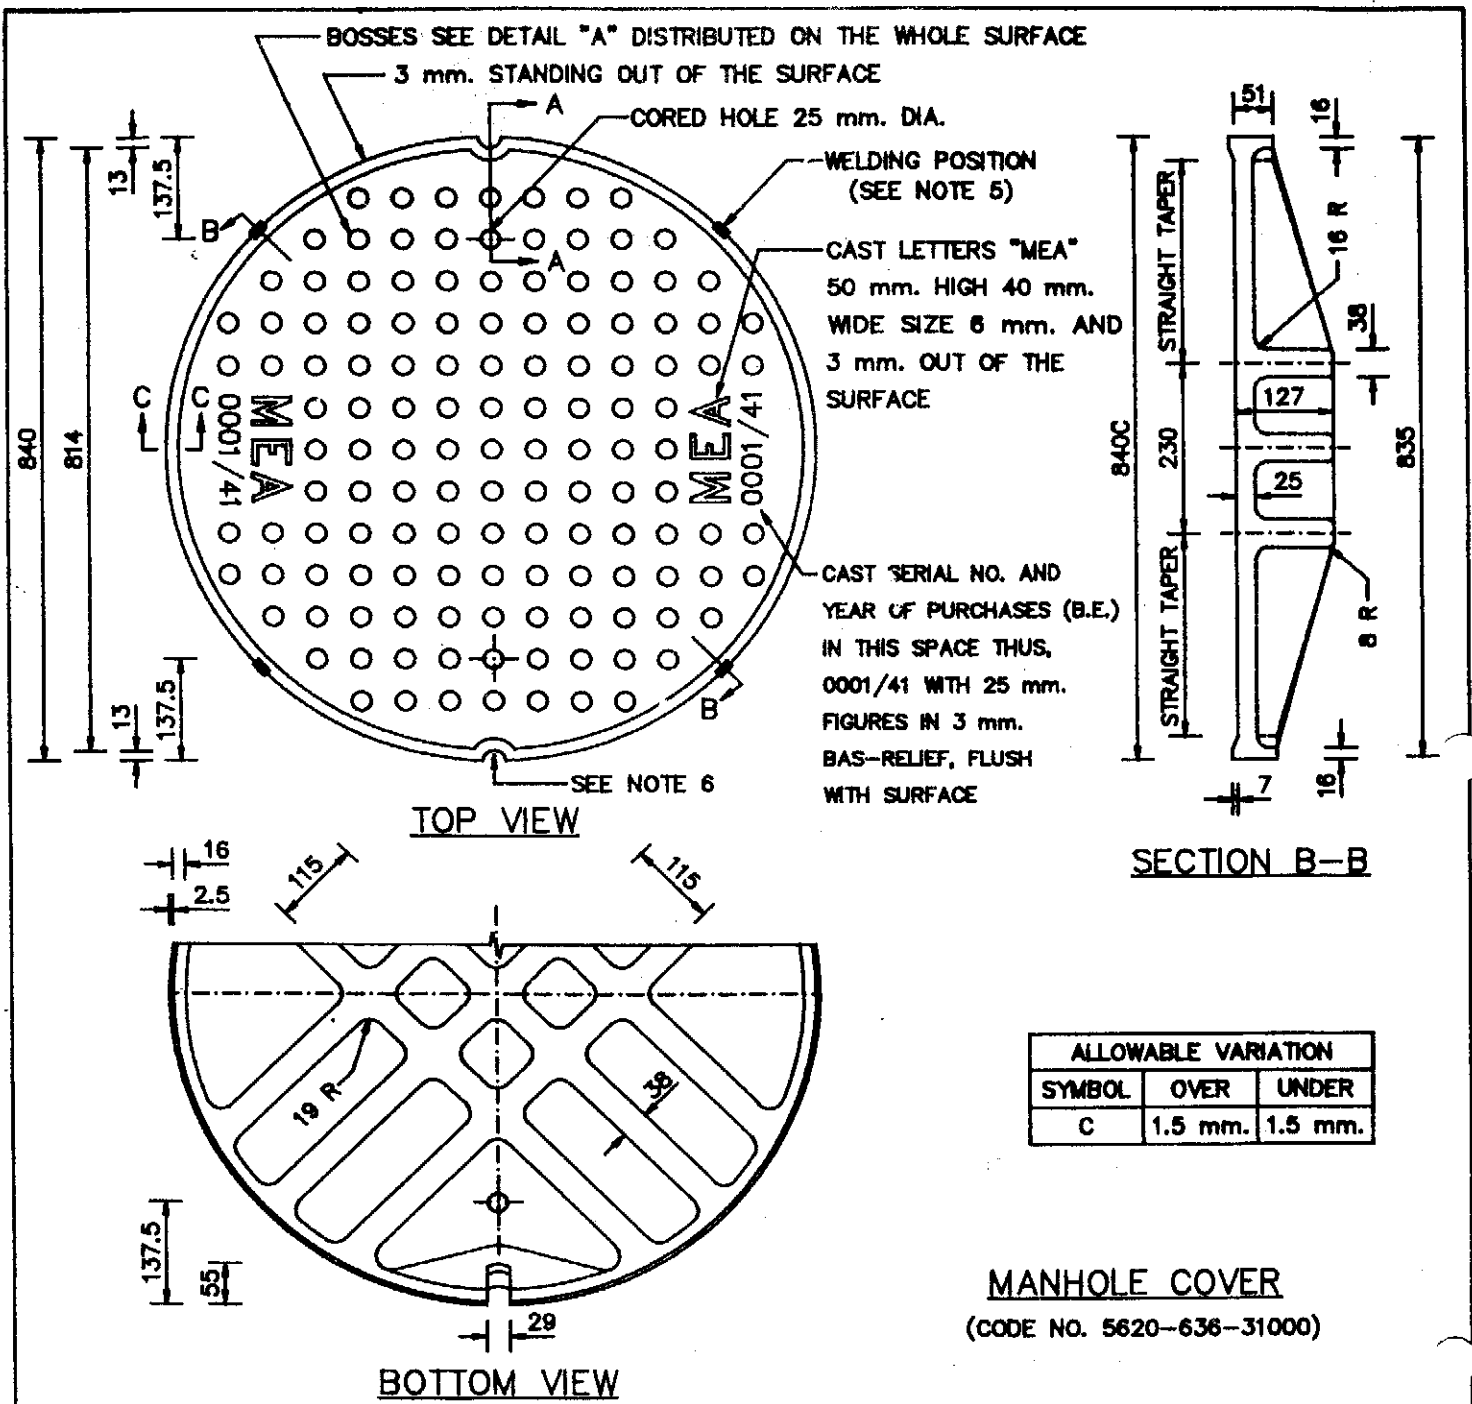 BOSSES SEE DETAIL "A" DISTRIBUTED ON THE WHOLE SURFACE
3 mm. STANDING OUT OF THE SURFACE
A
CORED HOLE 25 mm. DIA.
WELDING POSITION
(SEE NOTE 5)
CAST LETTERS "MEA"
50 mm. HIGH 40 mm.
WIDE SIZE 6 mm. AND
3 mm. OUT OF THE
SURFACE
13
137.5
B
A
C
C
840
814
MEA
0001/41
MEA
0001/41
CAST SERIAL NO. AND
YEAR OF PURCHASES (B.E.)
IN THIS SPACE THUS,
0001/41 WITH 25 mm.
FIGURES IN 3 mm.
BAS-RELIEF, FLUSH
WITH SURFACE
13
137.5
B
SEE NOTE 6
TOP VIEW
51
16
STRAIGHT TAPER
16 R
38
127
840C
230
835
25
STRAIGHT TAPER
8 R
7
16
SECTION B-B
16
2.5
115
115
19 R
38
137.5
55
29
BOTTOM VIEW
ALLOWABLE VARIATION
SYMBOL OVER UNDER
C 1.5 mm. 1.5 mm.
MANHOLE COVER
(CODE NO. 5620-636-31000)